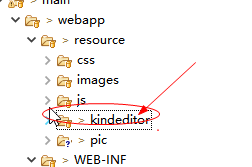 > main
> webapp
> resource
> css
> images
> js
> kindeditor
> pic
> WEB-INF